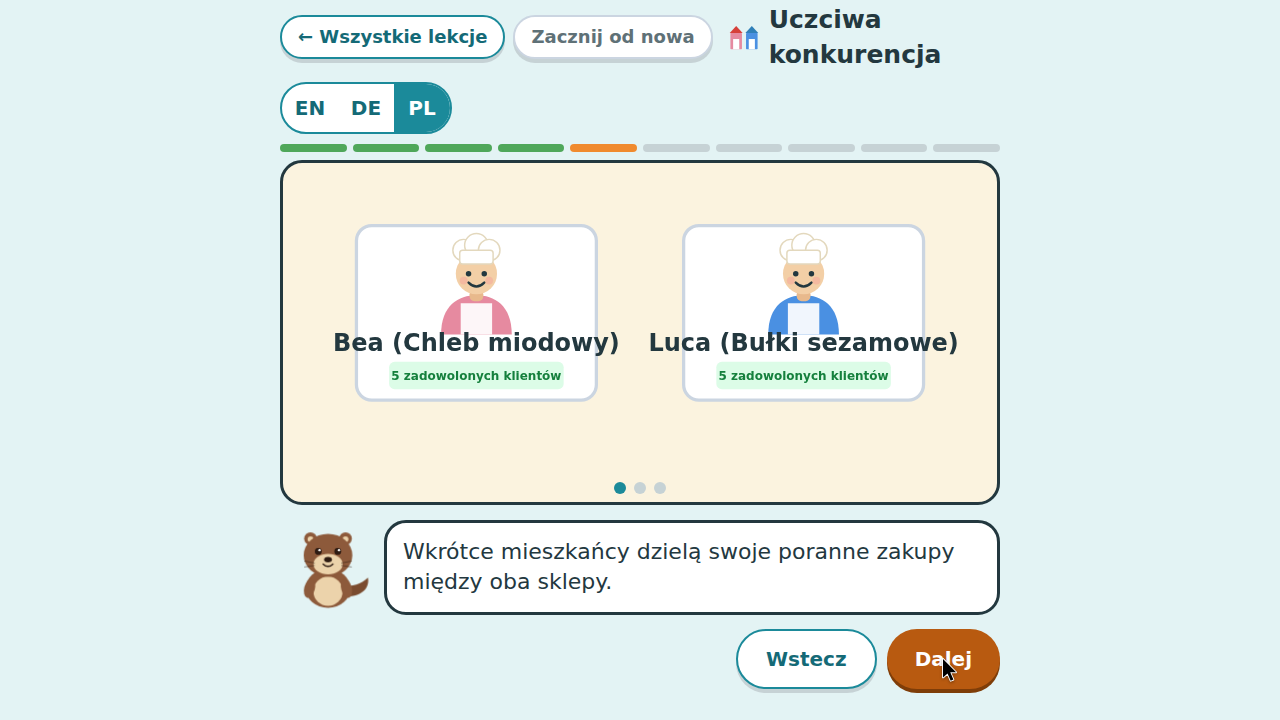 ← Wszystkie lekcje
Zacznij od nowa
Uczciwa
konkurencja
EN DE PL
Bea (Chleb miodowy)
5 zadowolonych klientów
Luca (Bułki sezamowe)
5 zadowolonych klientów
Wkrótce mieszkańcy dzielą swoje poranne zakupy
między oba sklepy.
Wstecz
Dalej